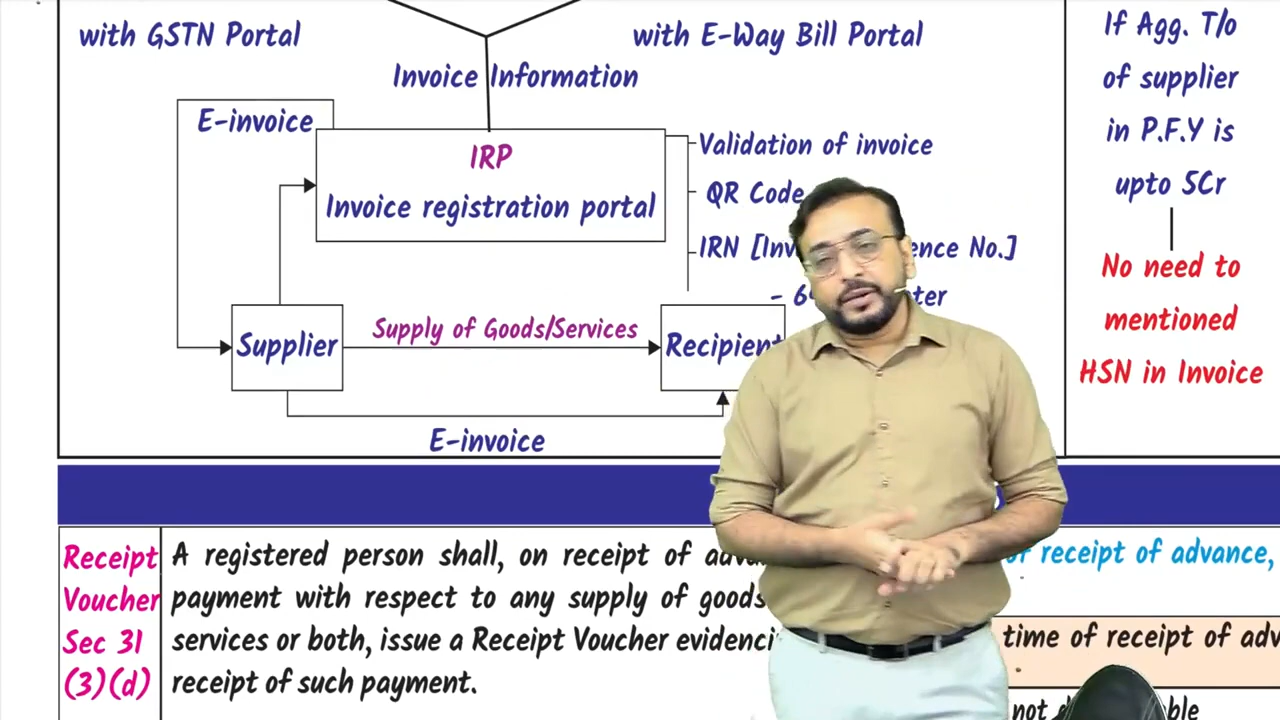 with GSTN Portal
with E-Way Bill Portal
Invoice Information
E-invoice
IRP
Invoice registration portal
Validation of invoice
QR Code
IRN [Inv ence No.]
- 6 ter
Supplier
Supply of Goods/Services
Recipient
E-invoice
If Agg. T/o
of supplier
in P.F.Y is
upto 5Cr
No need to
mentioned
HSN in Invoice
Receipt
Voucher
Sec 31
(3)(d)
A registered person shall, on receipt of adva
payment with respect to any supply of goods
services or both, issue a Receipt Voucher evidenci
receipt of such payment.
of receipt of advance,
time of receipt of adv
not